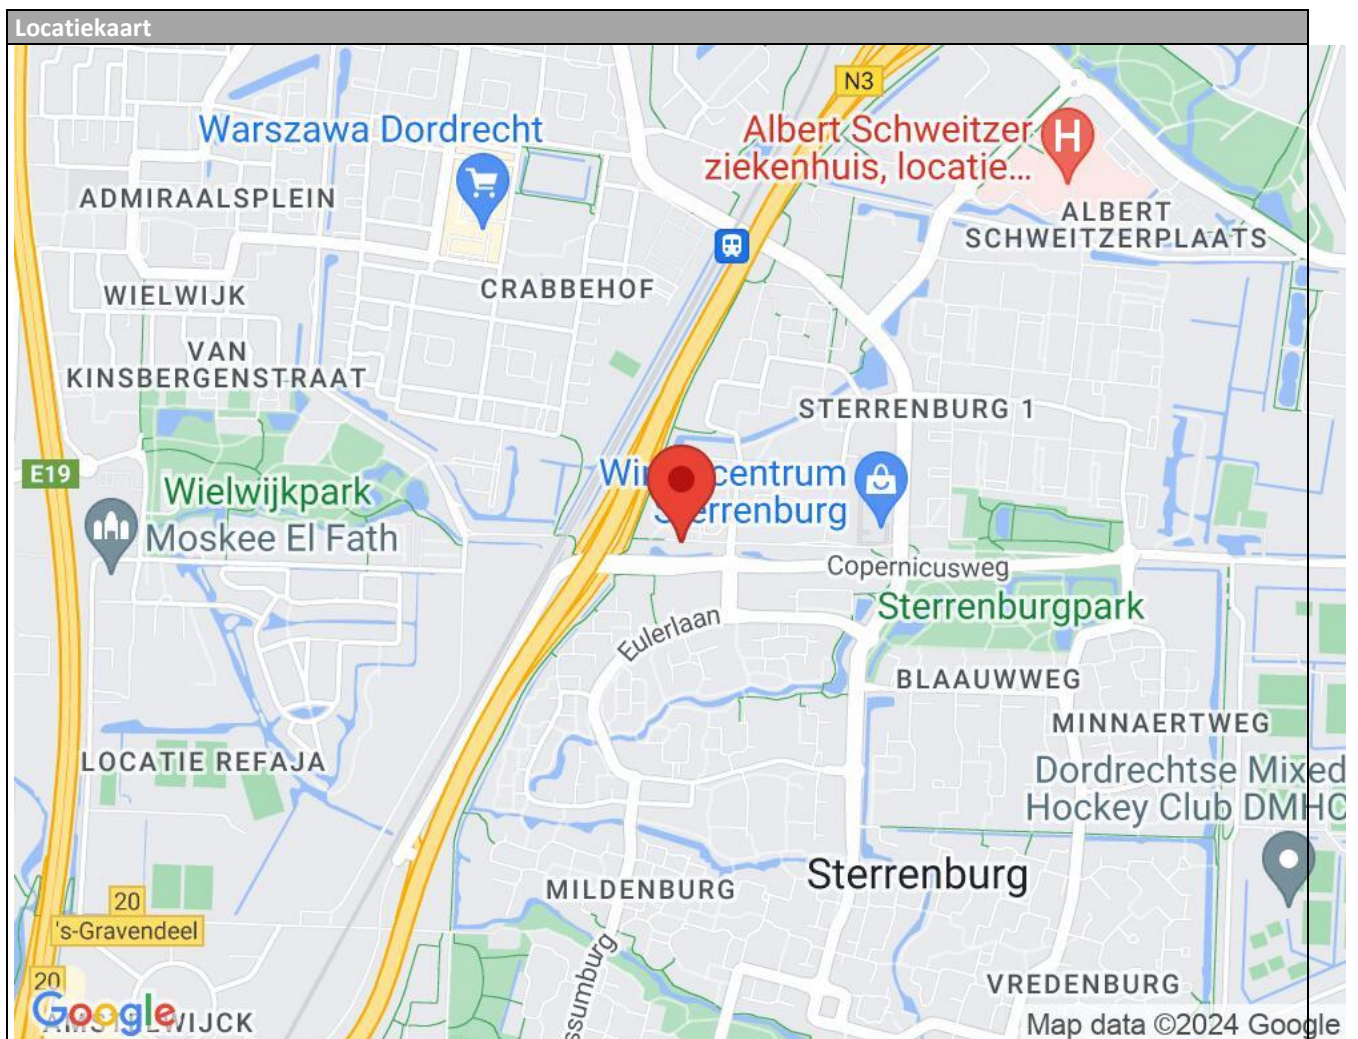 Locatiekaart
N3
Warszawa Dordrecht
Albert Schweitzer
ziekenhuis, locatie...
ADMIRAALSPLEIN
ALBERT
SCHWEITZERPLAATS
CRABBEHOF
WIELWIJK
VAN
KINSBERGENSTRAAT
STERRENBURG 1
E19
centrum
Wielwijkpark
Moskee El Fath
Copernicusweg
Sterrenburgpark
Eulerlaan
BLAAUWWEG
MINNAERTWEG
LOCATIE REFAJA
Dordrechtse Mixed
Hockey Club DMHC
Sterrenburg
MILDENBURG
20
's-Gravendeel
20
VREDENBURG
Google
ssumburg
Map data ©2024 Google